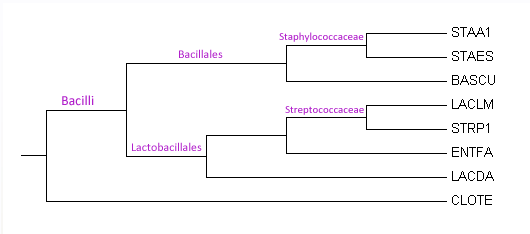 Staphylococcaceae
STAA1
Bacillales
STAES
BASCU
Bacilli
Streptococcaceae
LACLM
STRP1
Lactobacillales
ENTFA
LACDA
CLOTE